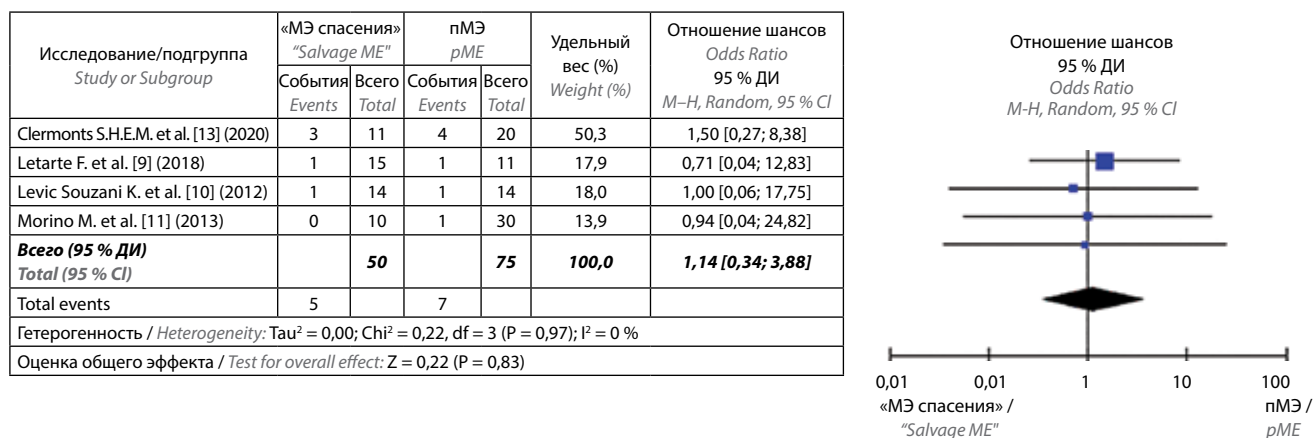 Исследование/подгруппа
Study or Subgroup
«МЭ спасения»
"Salvage ME"
пМЭ
pME
Удельный
вес (%)
Weight (%)
Отношение шансов
Odds Ratio
95 % ДИ
M–H, Random, 95 % Cl
События Всего События Всего
Events Total Events Total
Clermonts S.H.E.M. et al. [13] (2020) 3 11 4 20 50,3 1,50 [0,27; 8,38]
Letarte F. et al. [9] (2018) 1 15 1 11 17,9 0,71 [0,04; 12,83]
Levic Souzani K. et al. [10] (2012) 1 14 1 14 18,0 1,00 [0,06; 17,75]
Morino M. et al. [11] (2013) 0 10 1 30 13,9 0,94 [0,04; 24,82]
Всего (95 % ДИ)
Total (95 % Cl) 50 75 100,0 1,14 [0,34; 3,88]
Total events 5 7
Гетерогенность / Heterogeneity: Tau² = 0,00; Chi² = 0,22, df = 3 (P = 0,97); I² = 0 %
Оценка общего эффекта / Test for overall effect: Z = 0,22 (P = 0,83)
Отношение шансов
95 % ДИ
Odds Ratio
M-H, Random, 95 % Cl
0,01 0,01 1 10 100
«МЭ спасения» / пМЭ /
"Salvage ME" pME